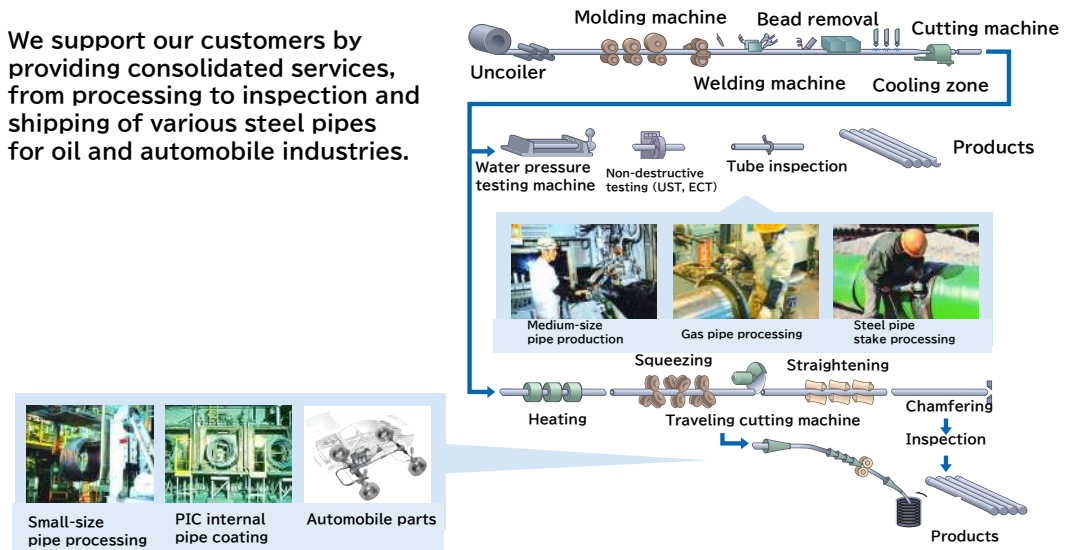 We support our customers by
providing consolidated services,
from processing to inspection and
shipping of various steel pipes
for oil and automobile industries.
Molding machine
Bead removal
Cutting machine
Uncoiler
Welding machine
Cooling zone
Water pressure
testing machine
Non-destructive
testing (UST, ECT)
Tube inspection
Products
Medium-size
pipe production
Gas pipe processing
Steel pipe
stake processing
Squeezing
Straightening
Heating
Traveling cutting machine
Chamfering
Inspection
Products
Small-size
pipe processing
PIC internal
pipe coating
Automobile parts